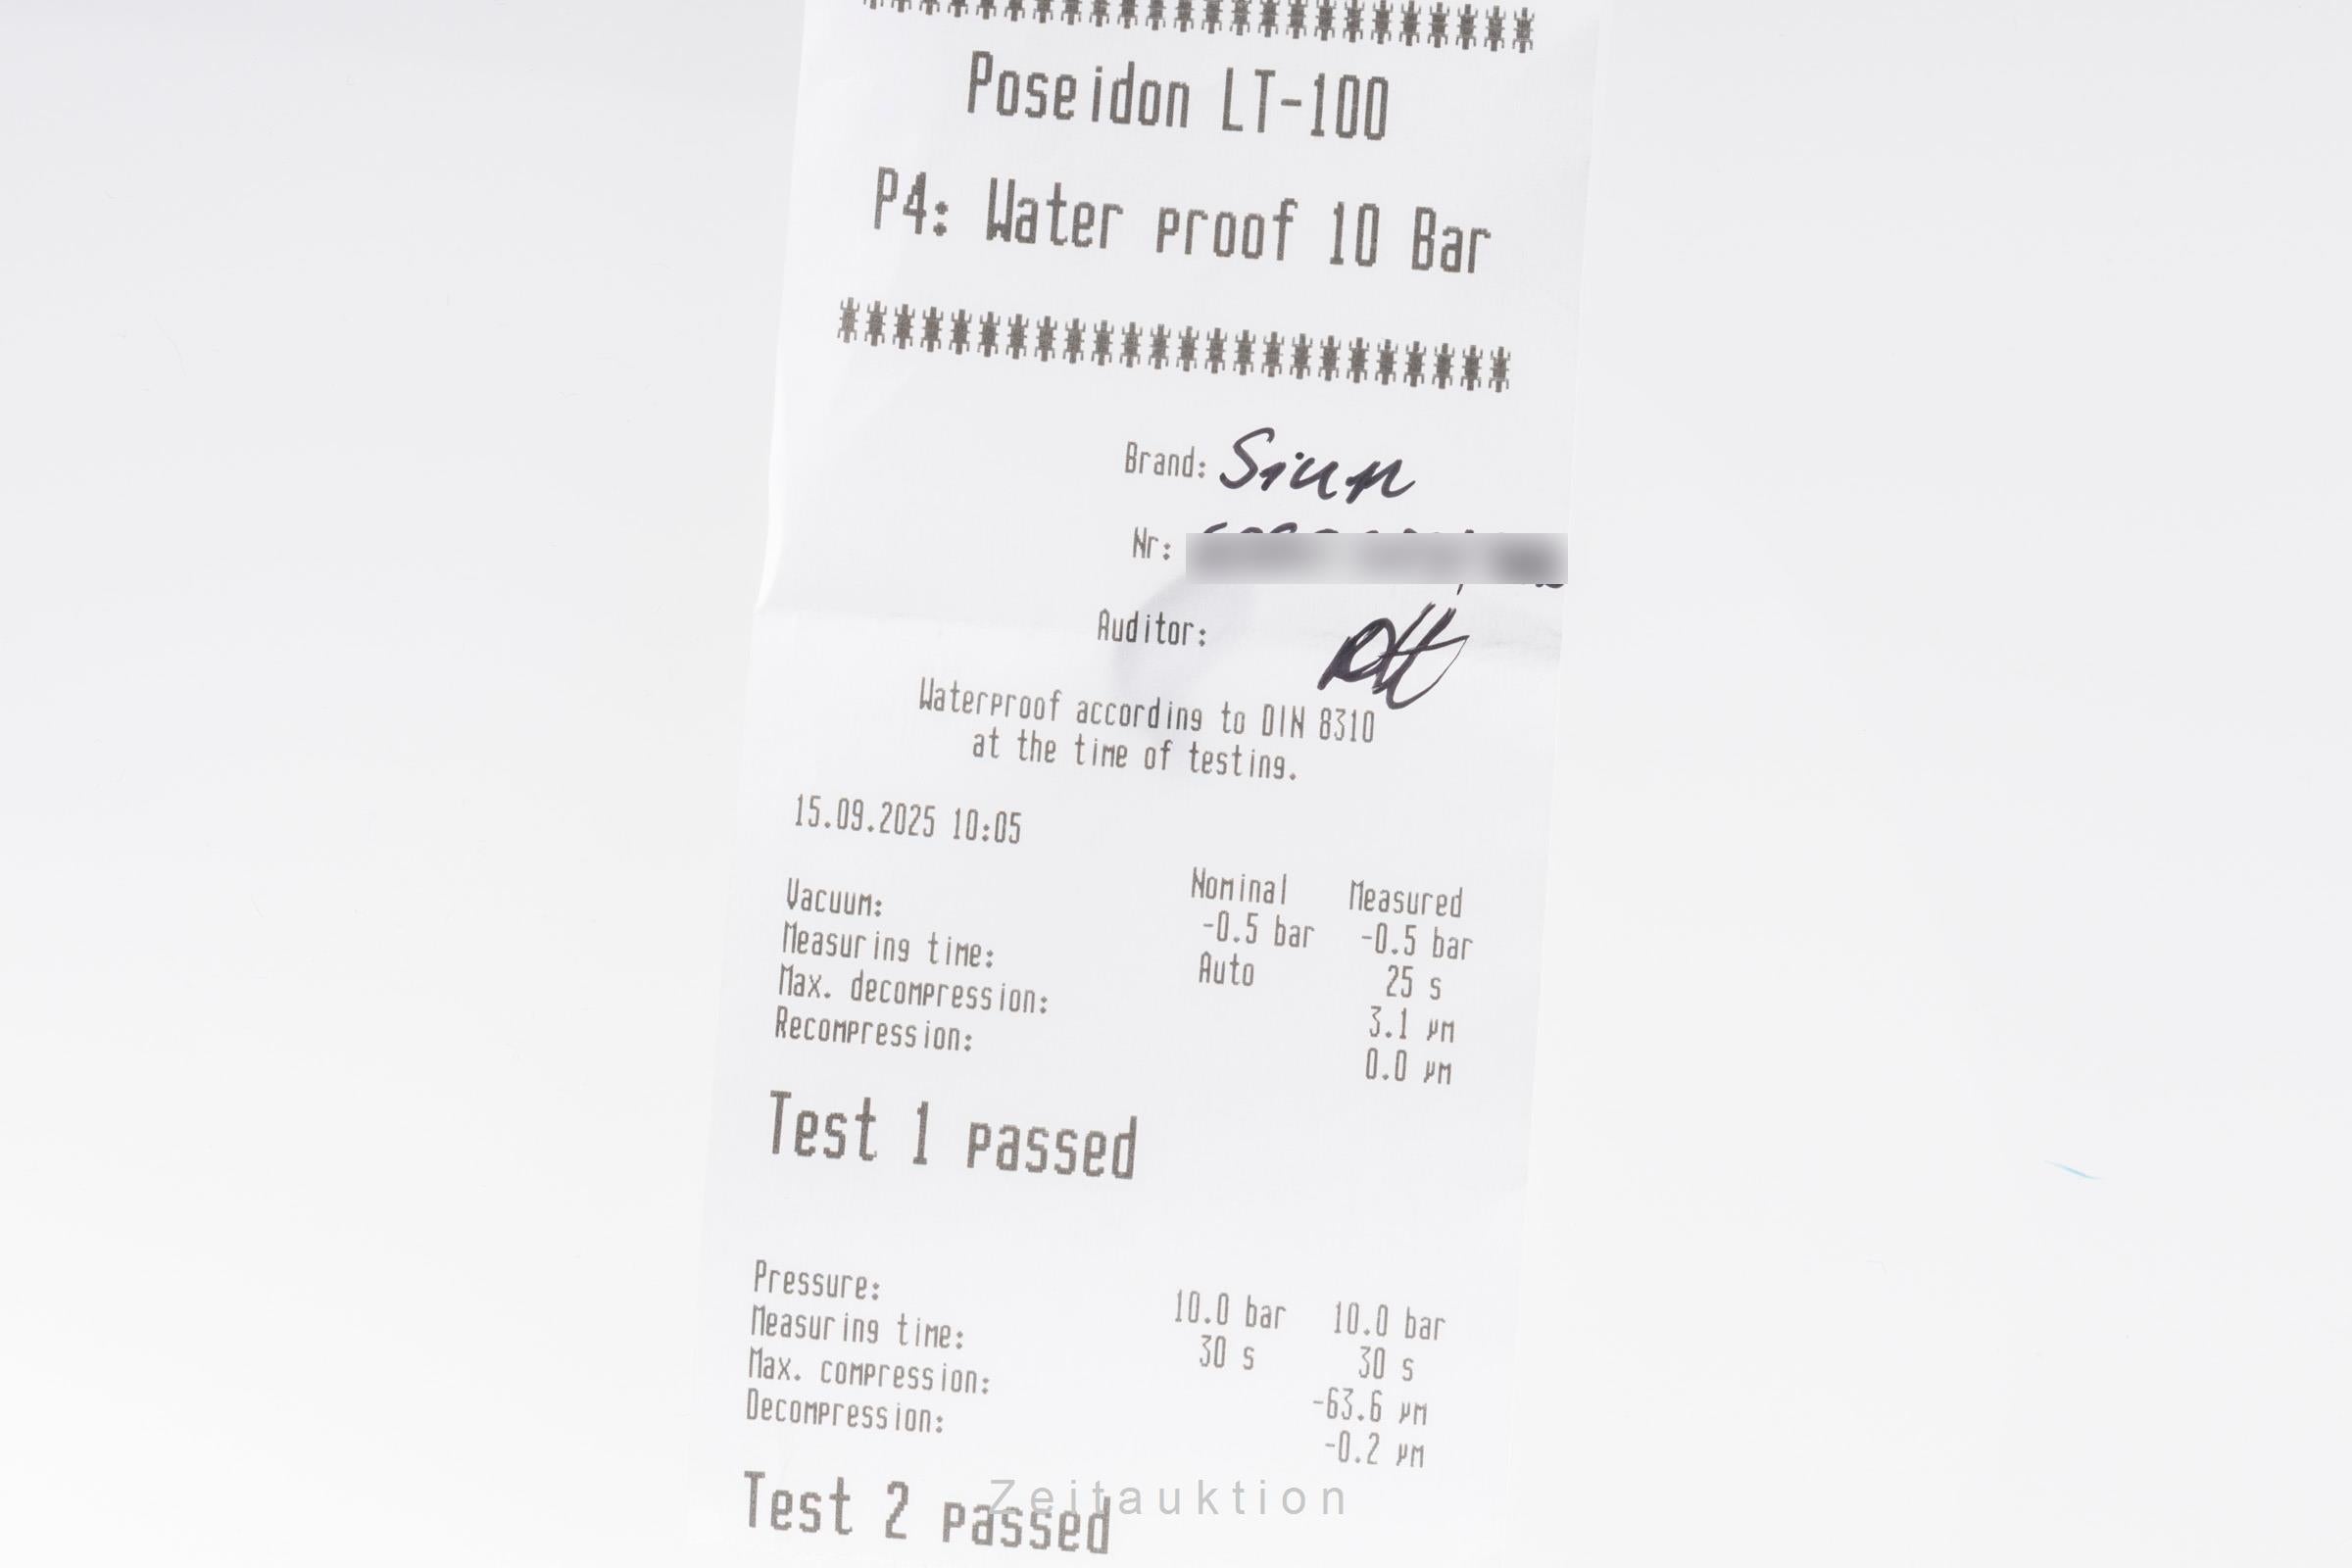 ************************
Poseidon LT-100
P4: Water proof 10 Bar
************************
Brand: Sinn
Nr:
Auditor:
Waterproof according to DIN 8310
at the time of testing.
15.09.2025 10:05
Nominal Measured
Vacuum: -0.5 bar -0.5 bar
Measuring time: Auto 25 s
Max. decompression: 3.1 µm
Recompression: 0.0 µm
Test 1 passed
Pressure: 10.0 bar 10.0 bar
Measuring time: 30 s 30 s
Max. compression: -63.6 µm
Decompression: -0.2 µm
Test 2 passed
Zeitauktion